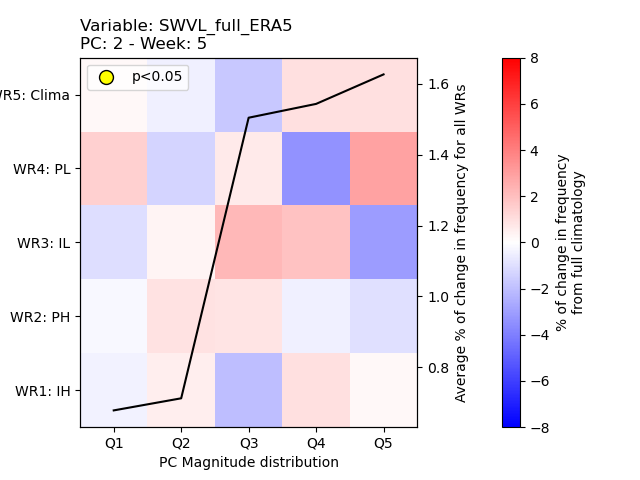 Variable: SWVL_full_ERA5
PC: 2 - Week: 5
p<0.05
WR5: Clima
WR4: PL
WR3: IL
WR2: PH
WR1: IH
Q1 Q2 Q3 Q4 Q5
PC Magnitude distribution
1.6
1.4
1.2
1.0
0.8
Average % of change in frequency for all WRs
8
6
4
2
0
−2
−4
−6
−8
% of change in frequency
from full climatology